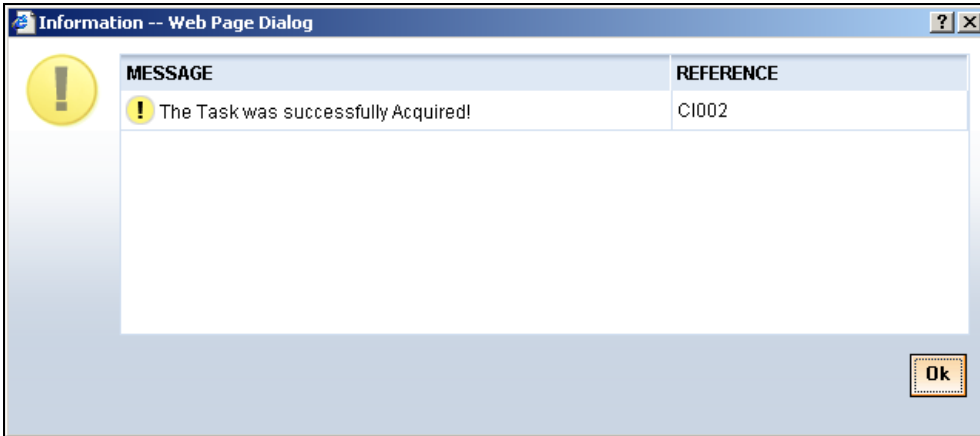 Information -- Web Page Dialog
MESSAGE REFERENCE
The Task was successfully Acquired! CI002
Ok